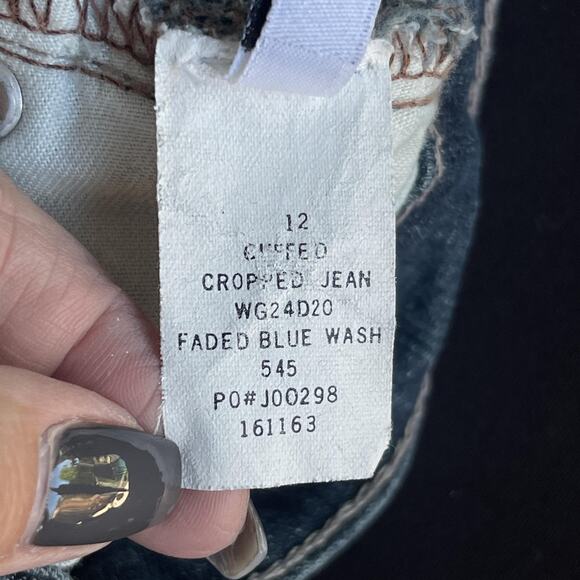 12
CUFFED
CROPPED JEAN
WG24D20
FADED BLUE WASH
545
PO#J00298
161163